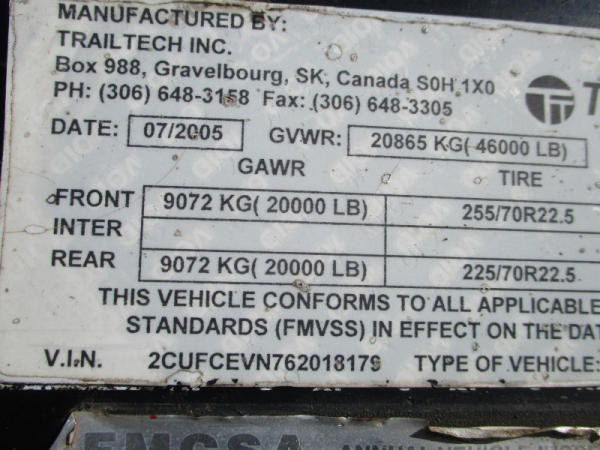 MANUFACTURED BY:
TRAILTECH INC.
Box 988, Gravelbourg, SK, Canada S0H 1X0
PH: (306) 648-3158 Fax: (306) 648-3305
DATE: 07/2005 GVWR: 20865 KG( 46000 LB)
GAWR TIRE
FRONT 9072 KG( 20000 LB) 255/70R22.5
INTER
REAR 9072 KG( 20000 LB) 225/70R22.5
THIS VEHICLE CONFORMS TO ALL APPLICABLE
STANDARDS (FMVSS) IN EFFECT ON THE DAT
V.I.N. 2CUFCEVN762018179 TYPE OF VEHICLE:
FMCSA ANNUAL VEHICLE